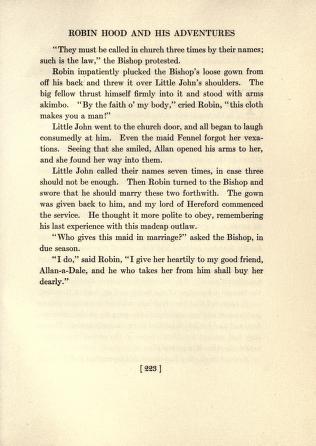 ROBIN HOOD AND HIS ADVENTURES
"They must be called in church three times by their names;
such is the law," the Bishop protested.
Robin impatiently plucked the Bishop's loose gown from
off his back and threw it over Little John's shoulders. The
big fellow thrust himself firmly into it and stood with arms
akimbo. "By the faith o' my body," cried Robin, "this cloth
makes you a man!"
Little John went to the church door, and all began to laugh
consumedly at him. Even the maid Fennel forgot her vexa-
tions. Seeing that she smiled, Allan opened his arms to her,
and she found her way into them.
Little John called their names seven times, in case three
should not be enough. Then Robin turned to the Bishop and
swore that he should marry these two forthwith. The gown
was given back to him, and my lord of Hereford commenced
the service. He thought it more polite to obey, remembering
his last experience with this madcap outlaw.
"Who gives this maid in marriage?" asked the Bishop, in
due season.
"I do," said Robin, "I give her heartily to my good friend,
Allan-a-Dale, and he who takes her from him shall buy her
dearly."
[ 223 ]